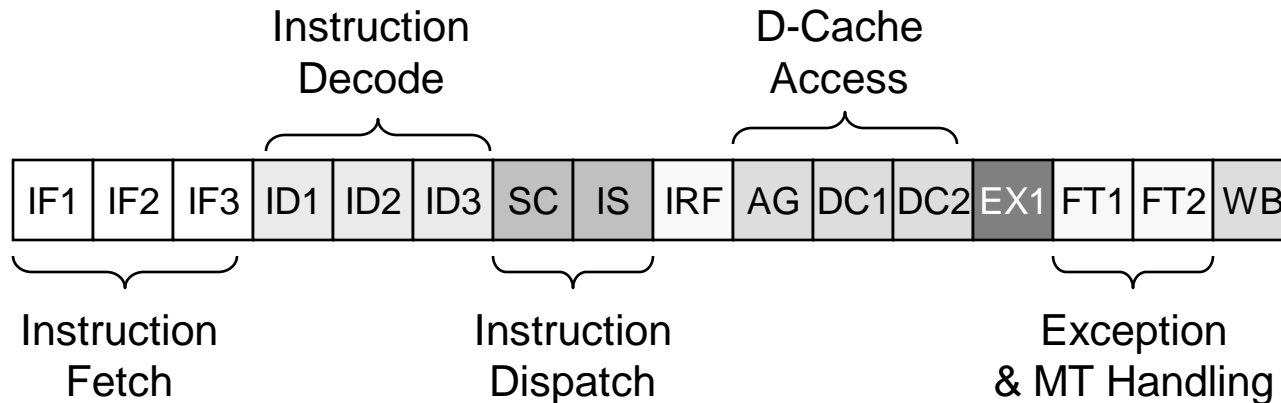 Instruction
Decode
D-Cache
Access
IF1 IF2 IF3 ID1 ID2 ID3 SC IS IRF AG DC1 DC2 EX1 FT1 FT2 WB
Instruction
Fetch
Instruction
Dispatch
Exception
& MT Handling